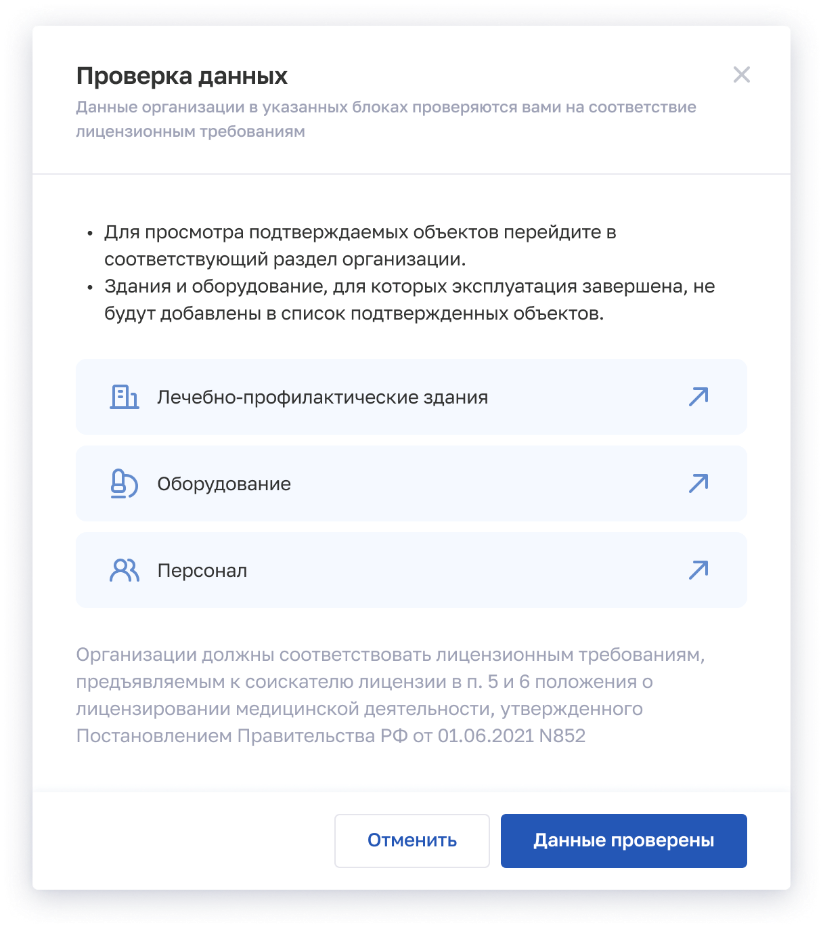 Проверка данных
Данные организации в указанных блоках проверяются вами на соответствие
лицензионным требованиям
• Для просмотра подтверждаемых объектов перейдите в
соответствующий раздел организации.
• Здания и оборудование, для которых эксплуатация завершена, не
будут добавлены в список подтвержденных объектов.
Лечебно-профилактические здания
Оборудование
Персонал
Организации должны соответствовать лицензионным требованиям,
предъявляемым к соискателю лицензии в п. 5 и 6 положения о
лицензировании медицинской деятельности, утвержденного
Постановлением Правительства РФ от 01.06.2021 N852
Отменить
Данные проверены